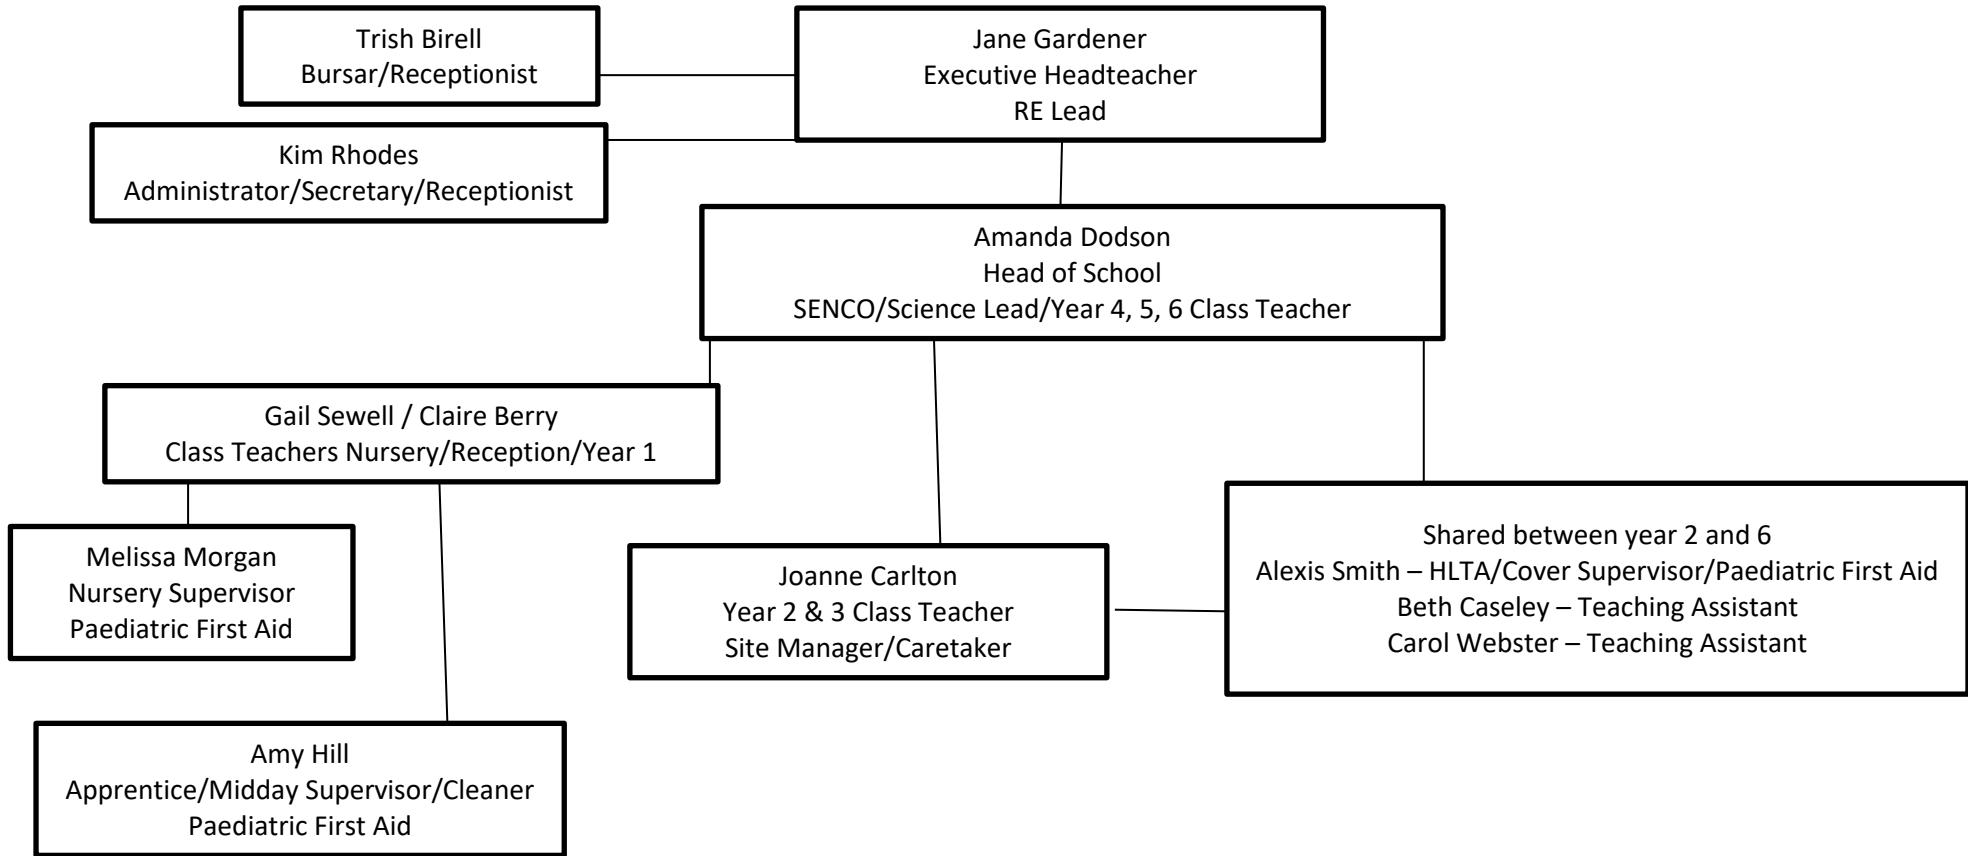 Trish Birell
Bursar/Receptionist
Jane Gardener
Executive Headteacher
RE Lead
Kim Rhodes
Administrator/Secretary/Receptionist
Amanda Dodson
Head of School
SENCO/Science Lead/Year 4, 5, 6 Class Teacher
Gail Sewell / Claire Berry
Class Teachers Nursery/Reception/Year 1
Melissa Morgan
Nursery Supervisor
Paediatric First Aid
Joanne Carlton
Year 2 & 3 Class Teacher
Site Manager/Caretaker
Shared between year 2 and 6
Alexis Smith – HLTA/Cover Supervisor/Paediatric First Aid
Beth Caseley – Teaching Assistant
Carol Webster – Teaching Assistant
Amy Hill
Apprentice/Midday Supervisor/Cleaner
Paediatric First Aid